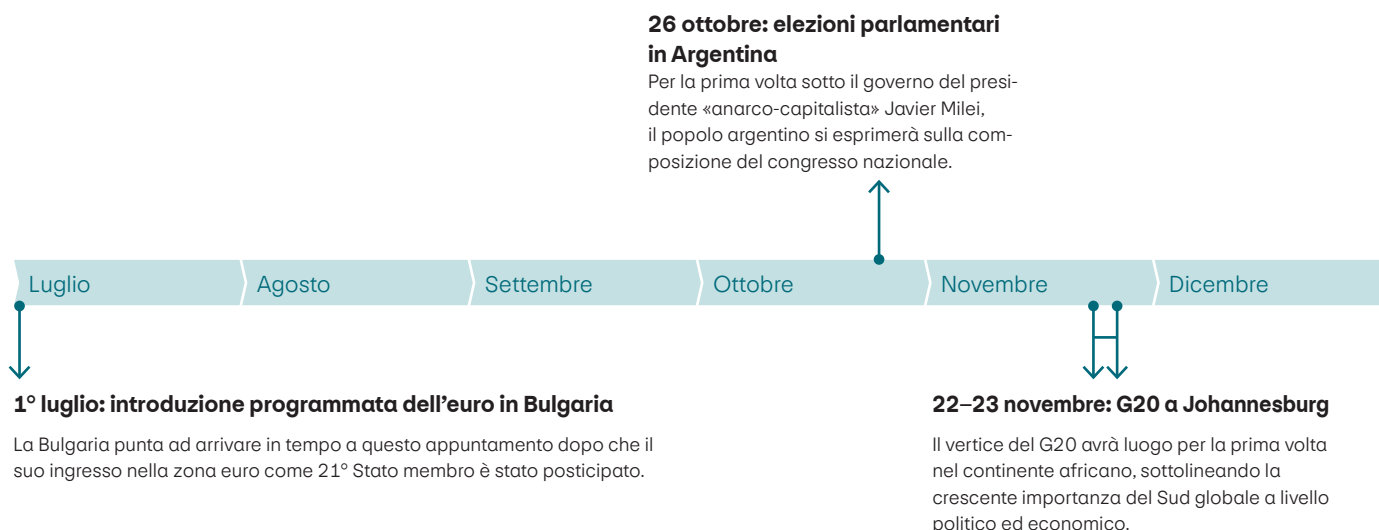 26 ottobre: elezioni parlamentari
in Argentina
Per la prima volta sotto il governo del presi-
dente «anarco-capitalista» Javier Milei,
il popolo argentino si esprimerà sulla com-
posizione del congresso nazionale.
Luglio
Agosto
Settembre
Ottobre
Novembre
Dicembre
1° luglio: introduzione programmata dell’euro in Bulgaria
La Bulgaria punta ad arrivare in tempo a questo appuntamento dopo che il
suo ingresso nella zona euro come 21° Stato membro è stato posticipato.
22–23 novembre: G20 a Johannesburg
Il vertice del G20 avrà luogo per la prima volta
nel continente africano, sottolineando la
crescente importanza del Sud globale a livello
politico ed economico.